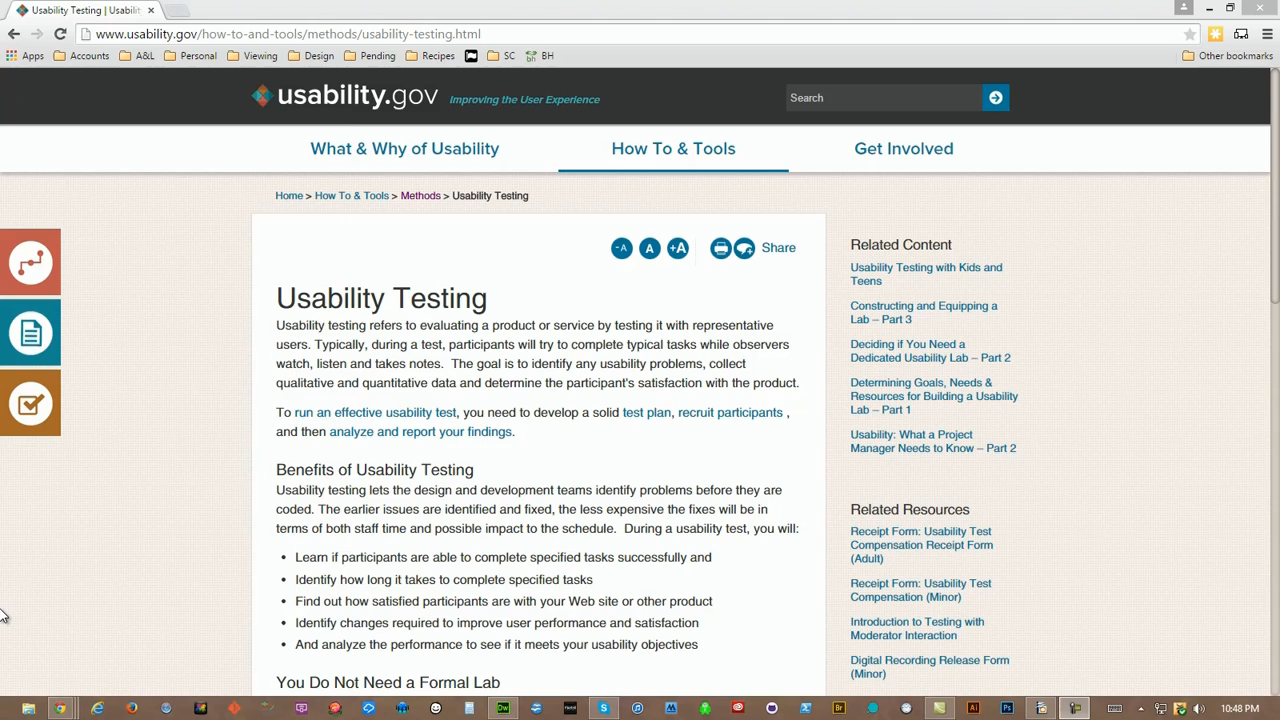 Usability Testing | Usabili
www.usability.gov/how-to-and-tools/methods/usability-testing.html
Apps Accounts A&L Personal Viewing Design Pending Recipes SC BH Other bookmarks
usability.gov Improving the User Experience
Search
What & Why of Usability How To & Tools Get Involved
Home > How To & Tools > Methods > Usability Testing
-A A +A Share
Usability Testing
Usability testing refers to evaluating a product or service by testing it with representative
users. Typically, during a test, participants will try to complete typical tasks while observers
watch, listen and takes notes. The goal is to identify any usability problems, collect
qualitative and quantitative data and determine the participant's satisfaction with the product.
To run an effective usability test, you need to develop a solid test plan, recruit participants ,
and then analyze and report your findings.
Benefits of Usability Testing
Usability testing lets the design and development teams identify problems before they are
coded. The earlier issues are identified and fixed, the less expensive the fixes will be in
terms of both staff time and possible impact to the schedule. During a usability test, you will:
• Learn if participants are able to complete specified tasks successfully and
• Identify how long it takes to complete specified tasks
• Find out how satisfied participants are with your Web site or other product
• Identify changes required to improve user performance and satisfaction
• And analyze the performance to see if it meets your usability objectives
You Do Not Need a Formal Lab
Related Content
Usability Testing with Kids and
Teens
Constructing and Equipping a
Lab – Part 3
Deciding if You Need a
Dedicated Usability Lab – Part 2
Determining Goals, Needs &
Resources for Building a Usability
Lab – Part 1
Usability: What a Project
Manager Needs to Know – Part 2
Related Resources
Receipt Form: Usability Test
Compensation Receipt Form
(Adult)
Receipt Form: Usability Test
Compensation (Minor)
Introduction to Testing with
Moderator Interaction
Digital Recording Release Form
(Minor)
Dw Br Ai Ps 10:48 PM